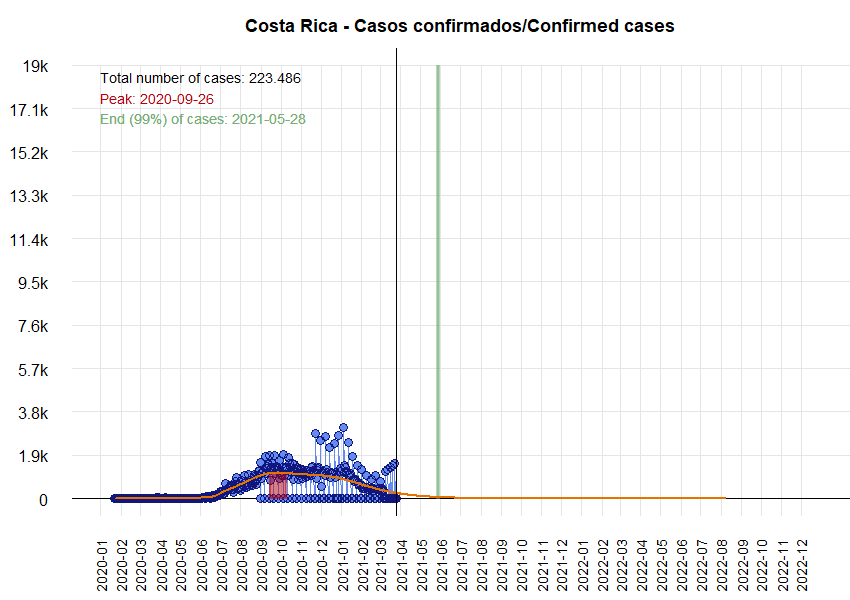 Costa Rica - Casos confirmados/Confirmed cases
Total number of cases: 223.486
Peak: 2020-09-26
End (99%) of cases: 2021-05-28
19k
17.1k
15.2k
13.3k
11.4k
9.5k
7.6k
5.7k
3.8k
1.9k
0
2020-01
2020-02
2020-03
2020-04
2020-05
2020-06
2020-07
2020-08
2020-09
2020-10
2020-11
2020-12
2021-01
2021-02
2021-03
2021-04
2021-05
2021-06
2021-07
2021-08
2021-09
2021-10
2021-11
2021-12
2022-01
2022-02
2022-03
2022-04
2022-05
2022-06
2022-07
2022-08
2022-09
2022-10
2022-11
2022-12